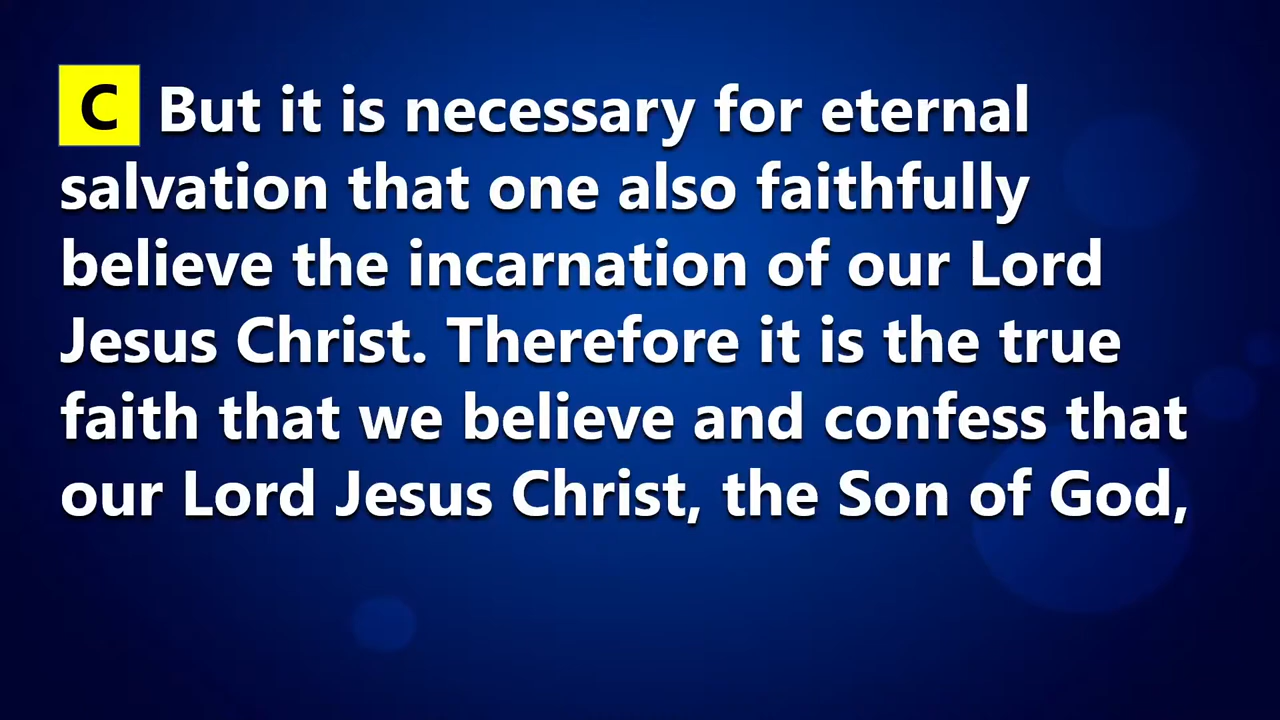 C But it is necessary for eternal
salvation that one also faithfully
believe the incarnation of our Lord
Jesus Christ. Therefore it is the true
faith that we believe and confess that
our Lord Jesus Christ, the Son of God,